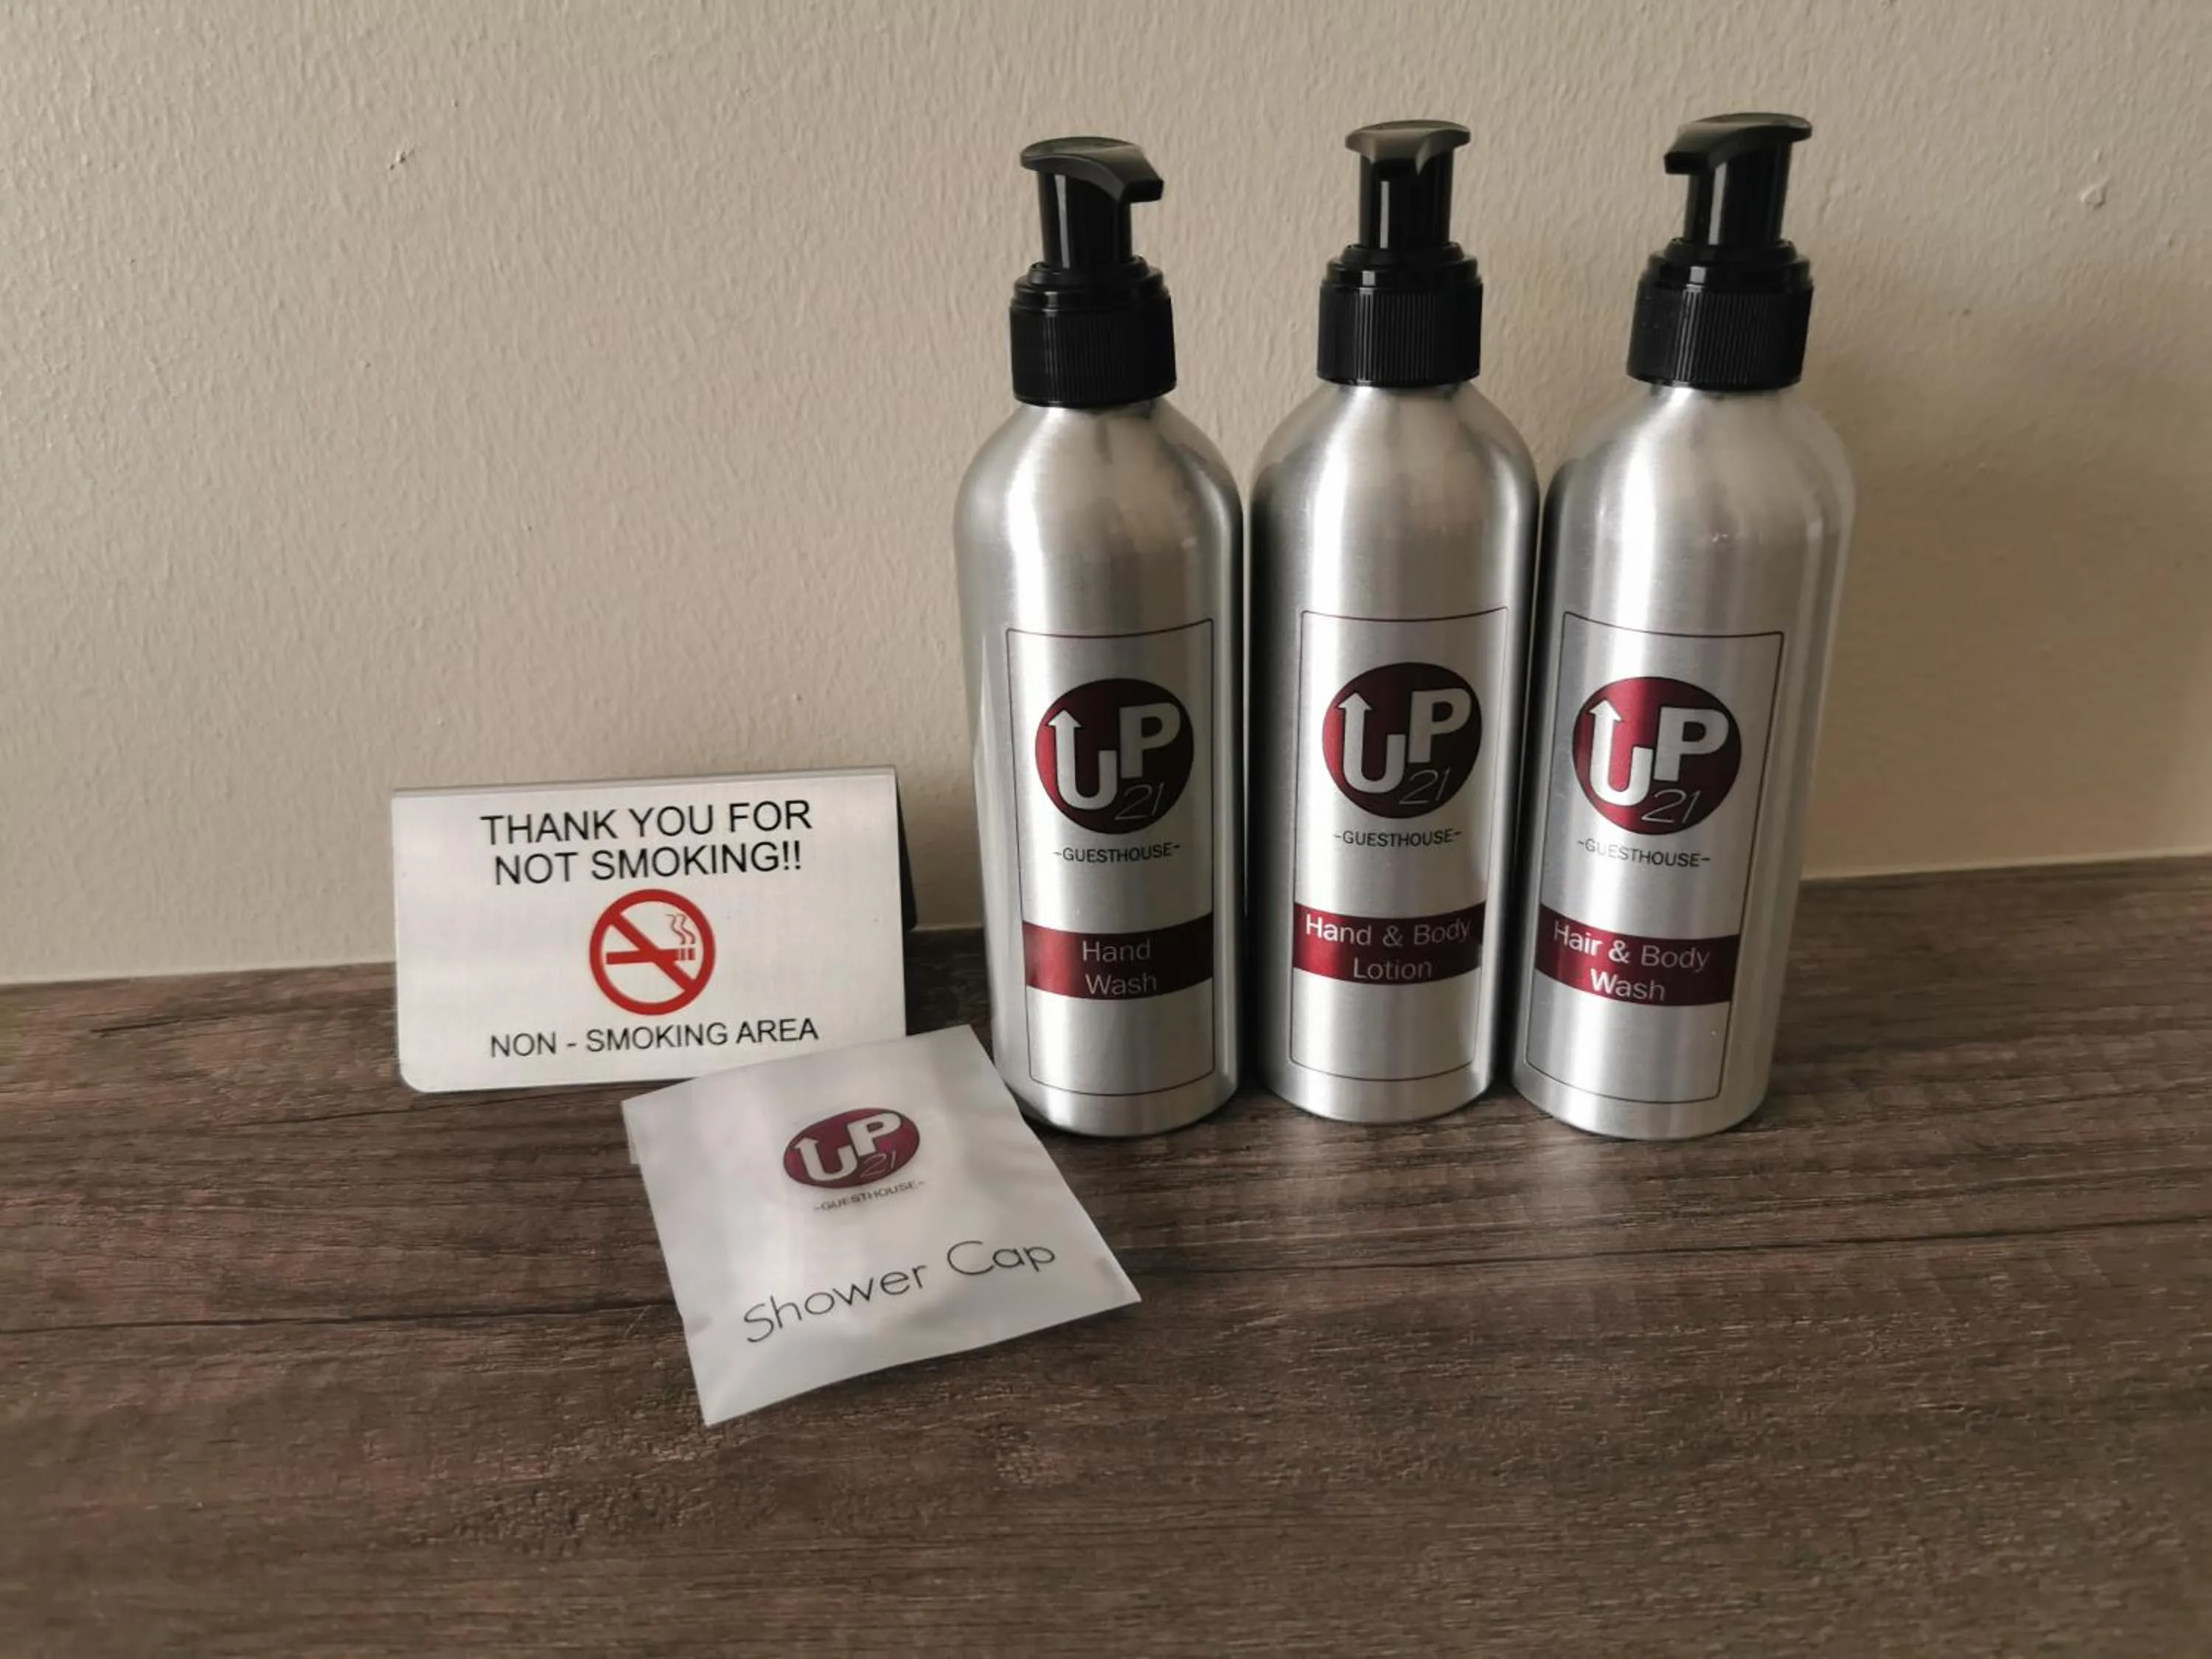 THANK YOU FOR
NOT SMOKING!!
NON - SMOKING AREA
UP
21
-GUESTHOUSE-
Shower Cap
UP
21
-GUESTHOUSE-
Hand
Wash
UP
21
-GUESTHOUSE-
Hand & Body
Lotion
UP
21
-GUESTHOUSE-
Hair & Body
Wash